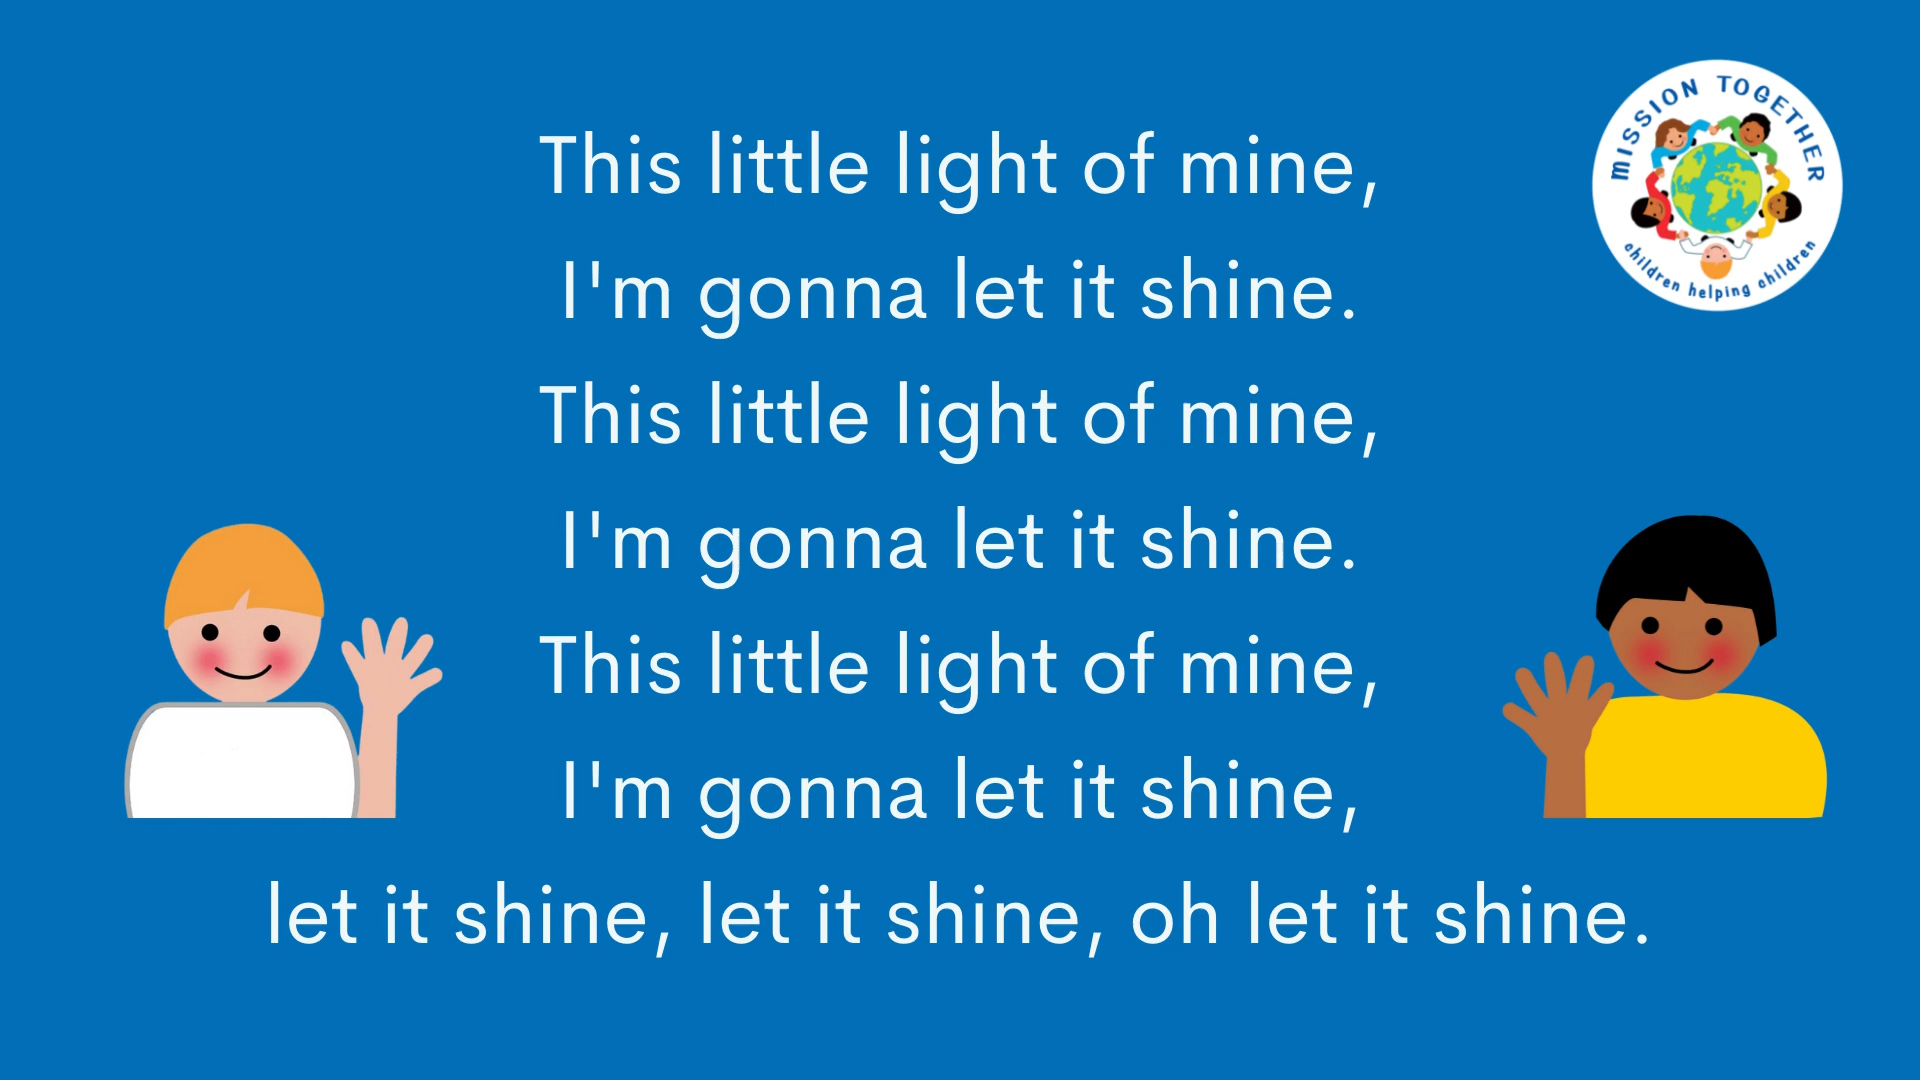 MISSION TOGETHER
children helping children
This little light of mine,
I'm gonna let it shine.
This little light of mine,
I'm gonna let it shine.
This little light of mine,
I'm gonna let it shine,
let it shine, let it shine, oh let it shine.